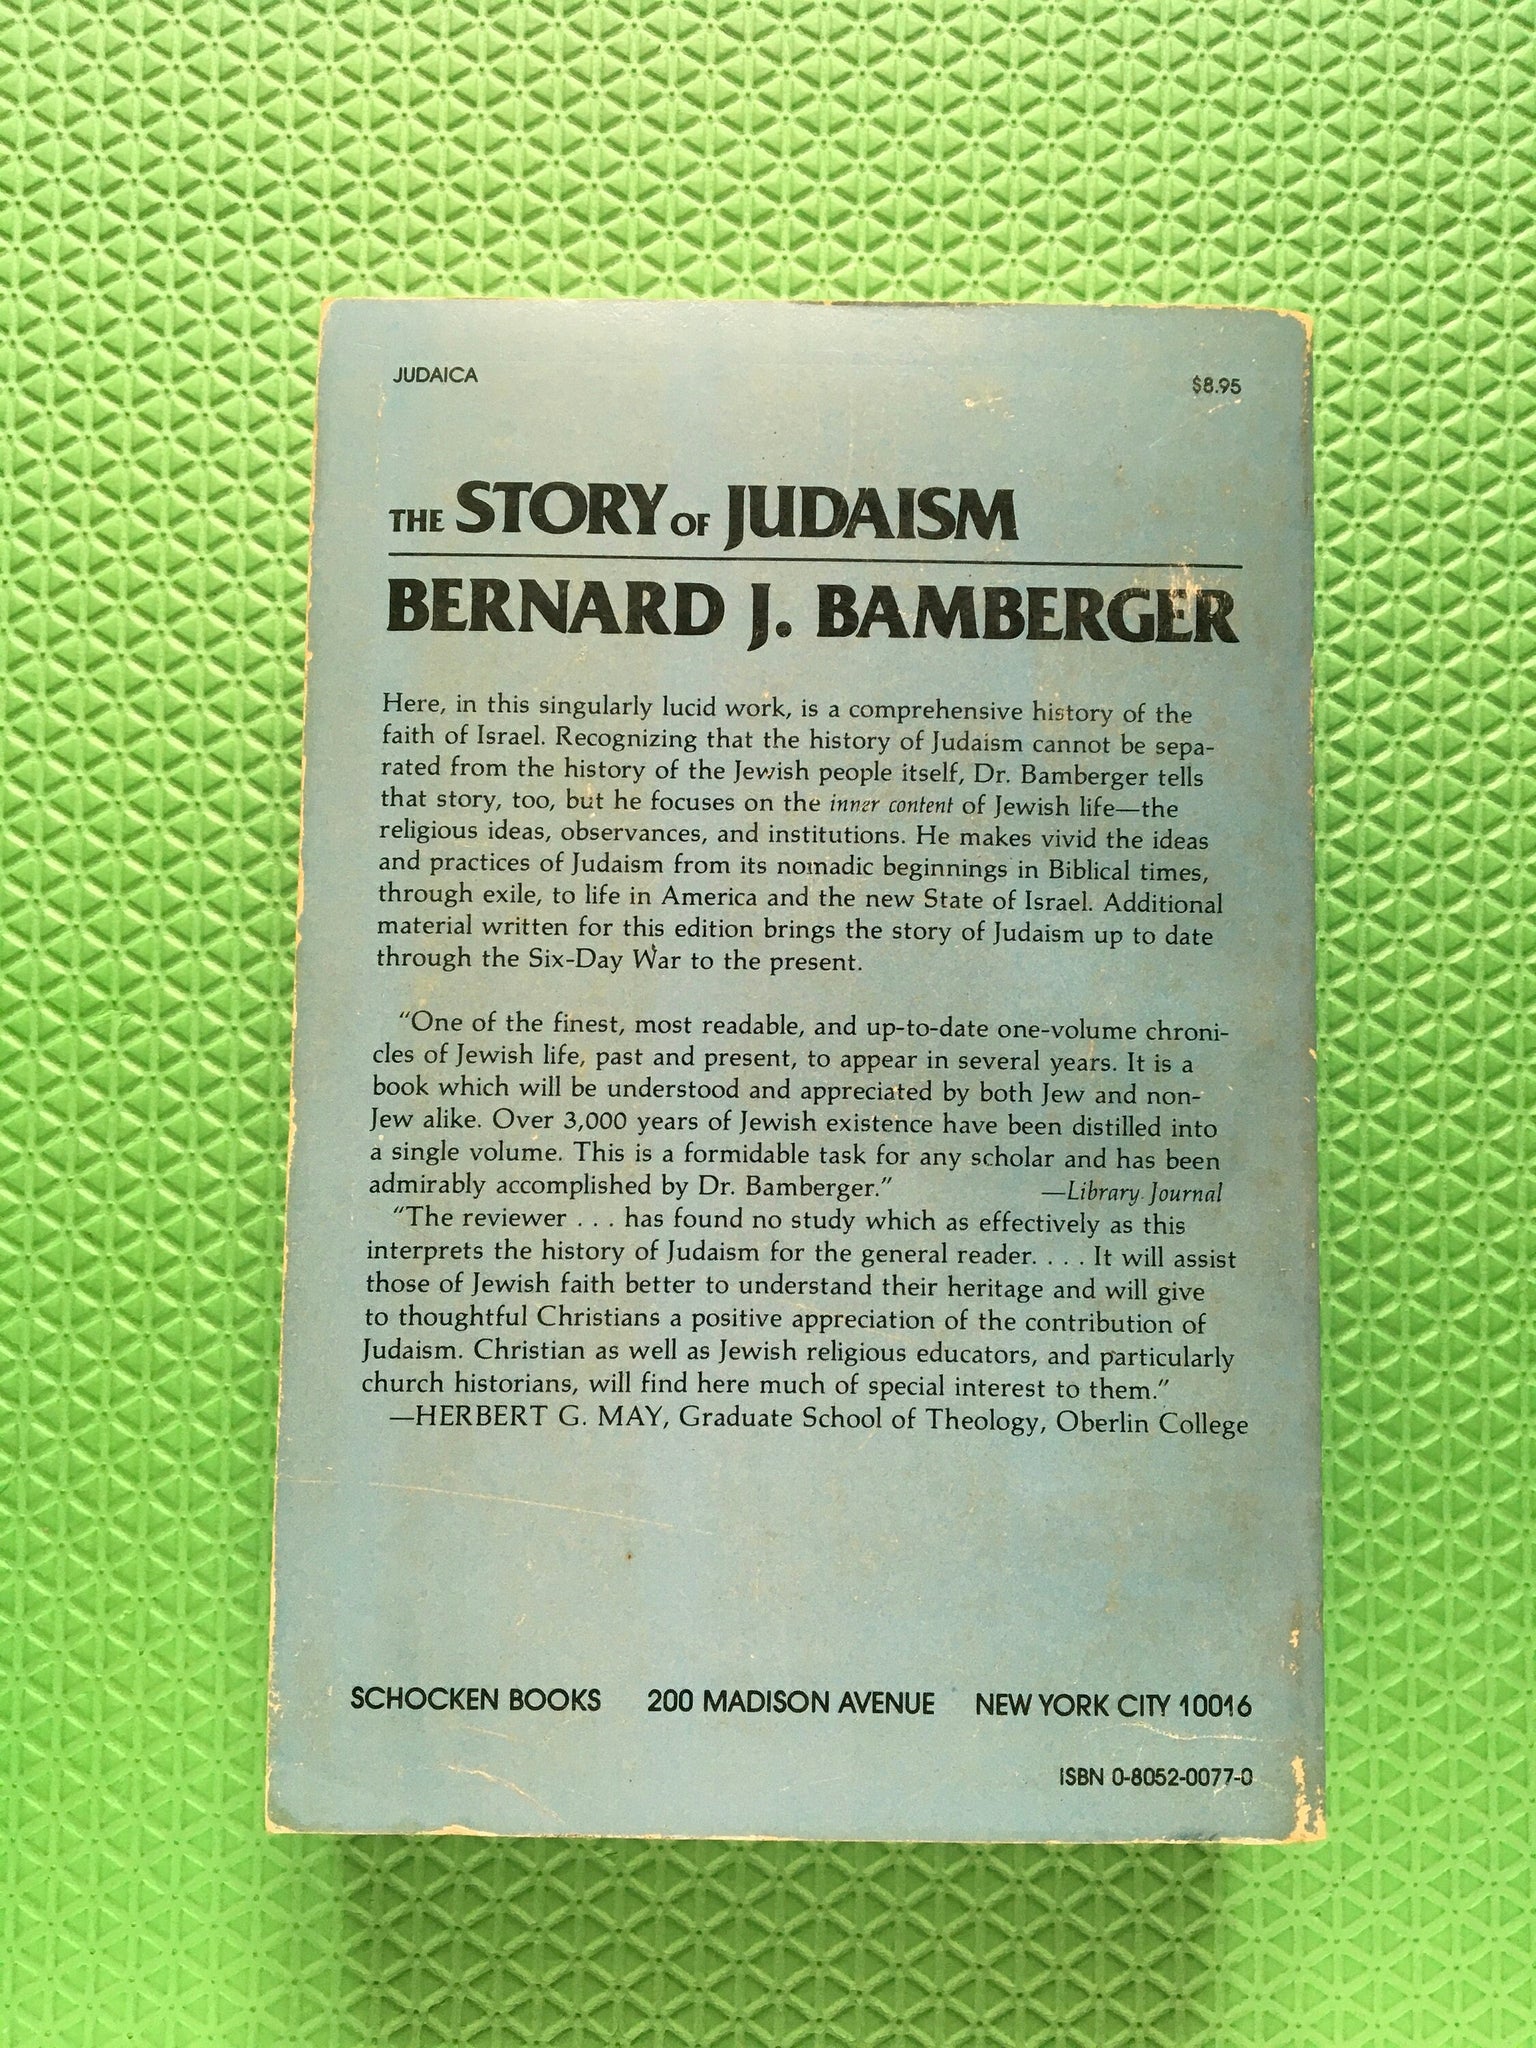 JUDAICA
$8.95
THE STORY OF JUDAISM
BERNARD J. BAMBERGER
Here, in this singularly lucid work, is a comprehensive history of the
faith of Israel. Recognizing that the history of Judaism cannot be sepa-
rated from the history of the Jewish people itself, Dr. Bamberger tells
that story, too, but he focuses on the inner content of Jewish life—the
religious ideas, observances, and institutions. He makes vivid the ideas
and practices of Judaism from its nomadic beginnings in Biblical times,
through exile, to life in America and the new State of Israel. Additional
material written for this edition brings the story of Judaism up to date
through the Six-Day War to the present.
"One of the finest, most readable, and up-to-date one-volume chroni-
cles of Jewish life, past and present, to appear in several years. It is a
book which will be understood and appreciated by both Jew and non-
Jew alike. Over 3,000 years of Jewish existence have been distilled into
a single volume. This is a formidable task for any scholar and has been
admirably accomplished by Dr. Bamberger." —Library Journal
"The reviewer . . . has found no study which as effectively as this
interprets the history of Judaism for the general reader. . . . It will assist
those of Jewish faith better to understand their heritage and will give
to thoughtful Christians a positive appreciation of the contribution of
Judaism. Christian as well as Jewish religious educators, and particularly
church historians, will find here much of special interest to them."
—HERBERT G. MAY, Graduate School of Theology, Oberlin College
SCHOCKEN BOOKS 200 MADISON AVENUE NEW YORK CITY 10016
ISBN 0-8052-0077-0